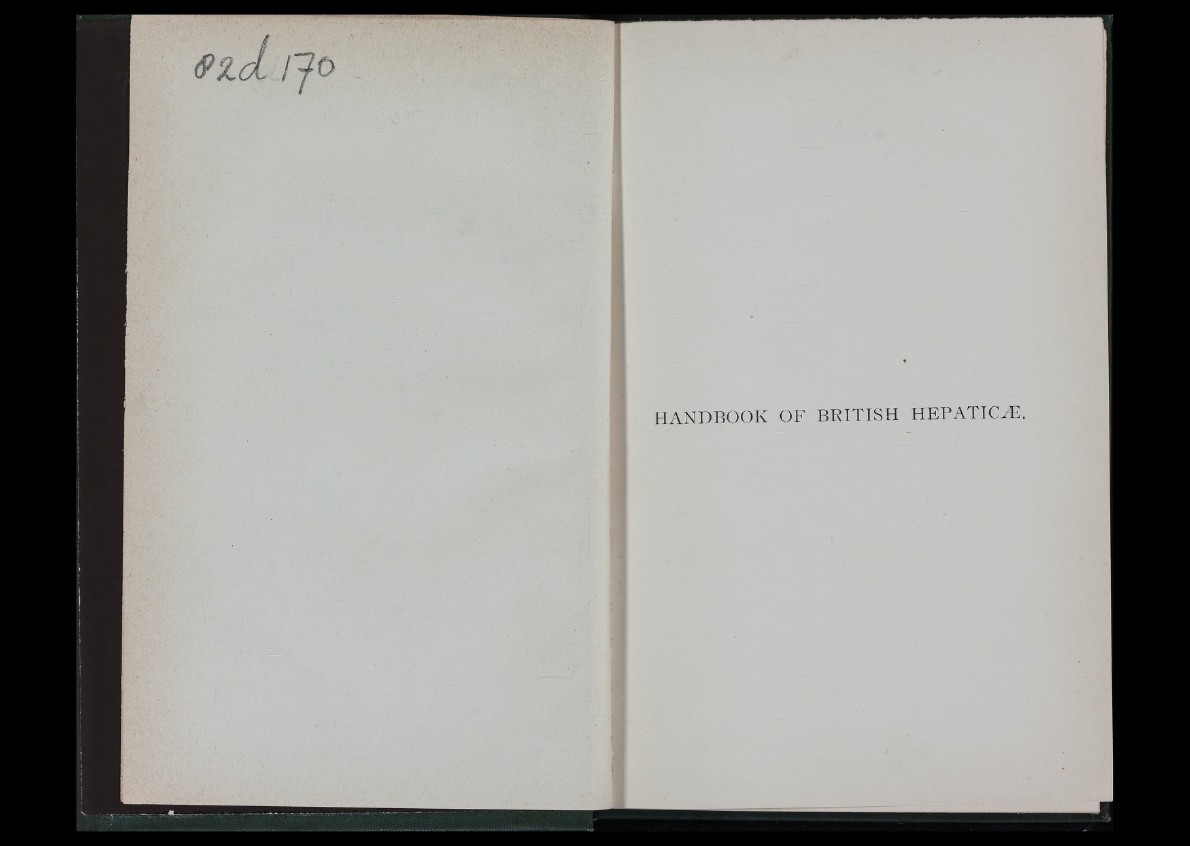 82d 170
HANDBOOK OF BRITISH HEPATICÆ.